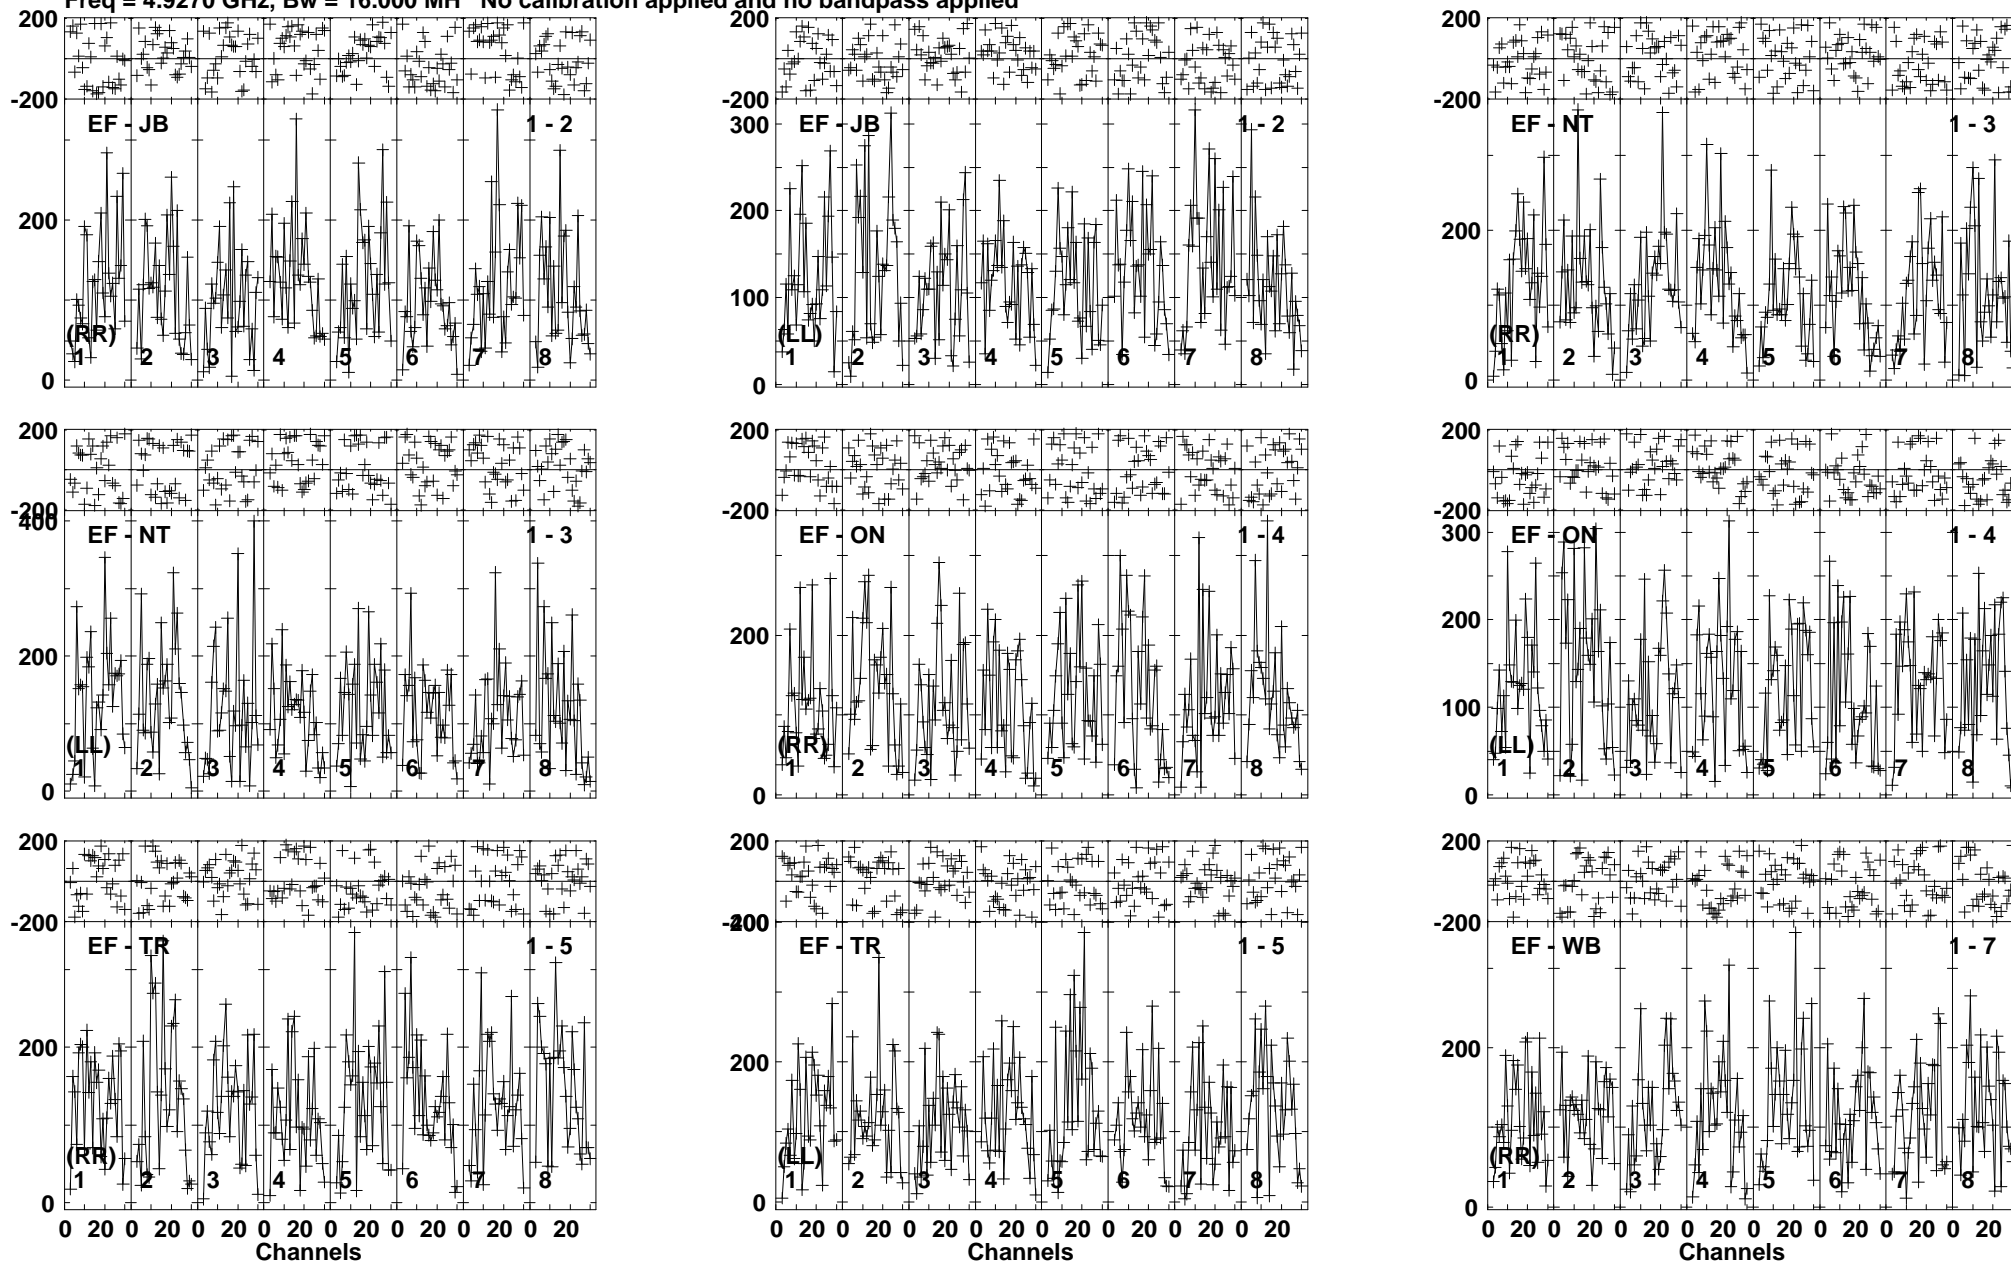 Freq = 4.9270 GHz, Bw = 16.000 MH No calibration applied and no bandpass applied
200 200 200
-200 -200 -200
EF - JB 1 - 2 EF - JB 1 - 2 EF - NT 1 - 3
300
200 200 200
100
(RR) (LL) (RR)
1 2 3 4 5 6 7 8 1 2 3 4 5 6 7 8 1 2 3 4 5 6 7 8
0 0 0
200 200 200
-200 -200 -200
400
EF - NT 1 - 3 EF - ON 1 - 4 EF - ON 1 - 4
300
200 200 200
100
(LL) (RR) (LL)
1 2 3 4 5 6 7 8 1 2 3 4 5 6 7 8 1 2 3 4 5 6 7 8
0 0 0
200 200 200
-200 -200 -200
400
EF - TR 1 - 5 EF - TR 1 - 5 EF - WB 1 - 7
200 200 200
(RR) (LL) (RR)
1 2 3 4 5 6 7 8 1 2 3 4 5 6 7 8 1 2 3 4 5 6 7 8
0 0 0
0 20 0 20 0 20 0 20 0 20 0 20 0 20 0 20 0 20 0 20 0 20 0 20 0 20 0 20 0 20 0 20 0 20 0 20 0 20 0 20 0 20 0 20 0 20 0 20
Channels Channels Channels